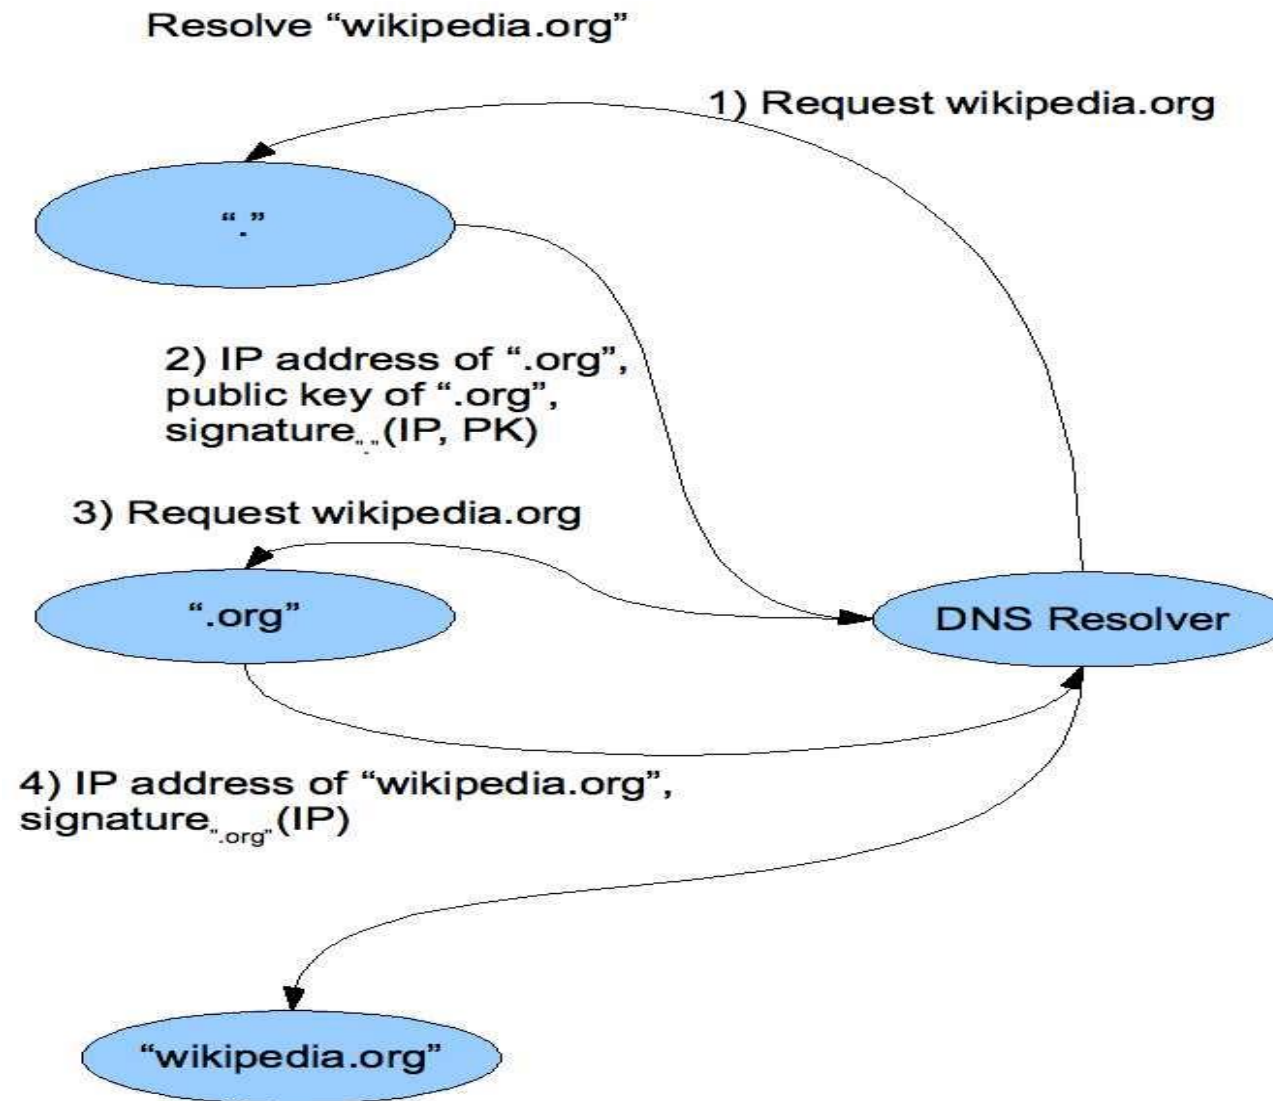 Resolve “wikipedia.org”
1) Request wikipedia.org
“.”
2) IP address of “.org”,
public key of “.org”,
signature“.”(IP, PK)
3) Request wikipedia.org
“.org”
DNS Resolver
4) IP address of “wikipedia.org”,
signature“.org”(IP)
“wikipedia.org”